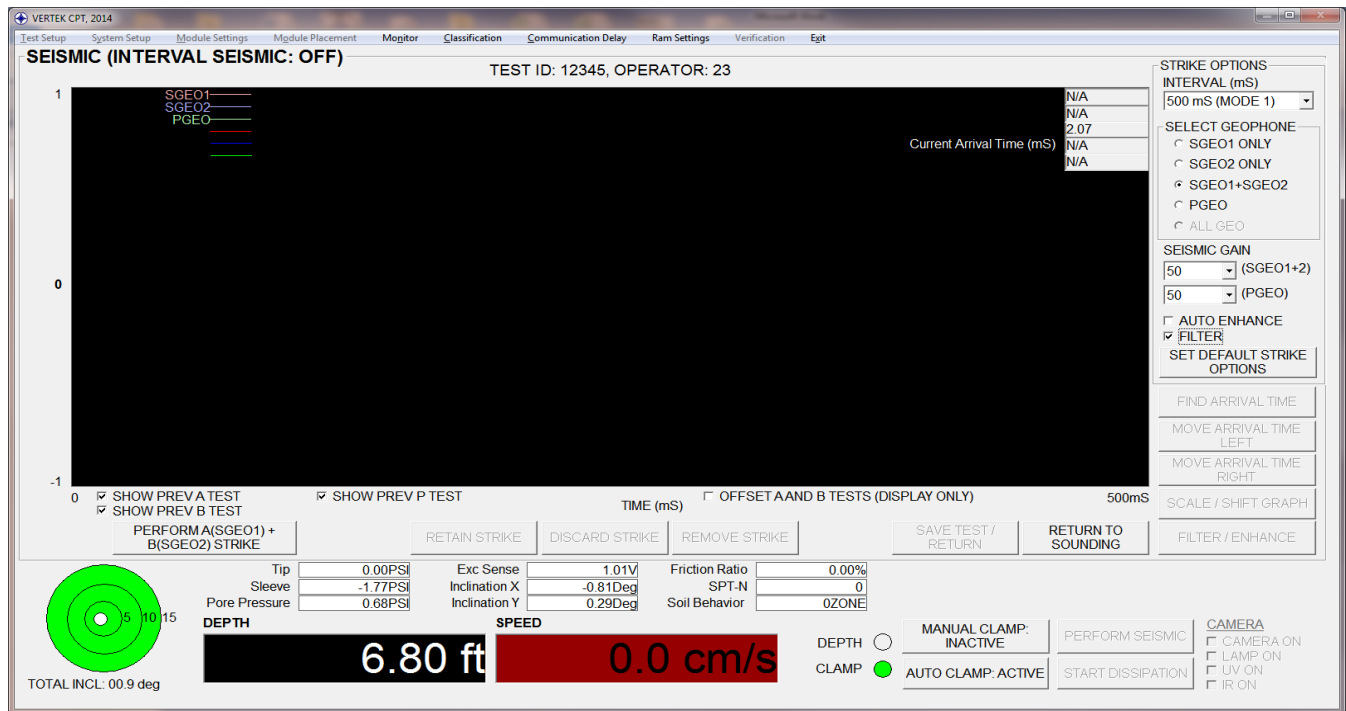 VERTEK CPT, 2014
Test Setup System Setup Module Settings Module Placement Monitor Classification Communication Delay Ram Settings Verification Exit
SEISMIC (INTERVAL SEISMIC: OFF)
TEST ID: 12345, OPERATOR: 23
1
SGEO1
SGEO2
PGEO
Current Arrival Time (mS)
N/A
N/A
2.07
N/A
N/A
0
-1
0
SHOW PREV A TEST
SHOW PREV B TEST
SHOW PREV P TEST
TIME (mS)
OFFSET A AND B TESTS (DISPLAY ONLY)
500mS
PERFORM A(SGEO1) +
B(SGEO2) STRIKE
RETAIN STRIKE
DISCARD STRIKE
REMOVE STRIKE
SAVE TEST /
RETURN
RETURN TO
SOUNDING
STRIKE OPTIONS
INTERVAL (mS)
500 mS (MODE 1)
SELECT GEOPHONE
SGEO1 ONLY
SGEO2 ONLY
SGEO1+SGEO2
PGEO
ALL GEO
SEISMIC GAIN
50 (SGEO1+2)
50 (PGEO)
AUTO ENHANCE
FILTER
SET DEFAULT STRIKE
OPTIONS
FIND ARRIVAL TIME
MOVE ARRIVAL TIME
LEFT
MOVE ARRIVAL TIME
RIGHT
SCALE / SHIFT GRAPH
FILTER / ENHANCE
5 10 15
TOTAL INCL: 00.9 deg
Tip 0.00PSI
Sleeve -1.77PSI
Pore Pressure 0.68PSI
Exc Sense 1.01V
Inclination X -0.81Deg
Inclination Y 0.29Deg
Friction Ratio 0.00%
SPT-N 0
Soil Behavior 0ZONE
DEPTH
6.80 ft
SPEED
0.0 cm/s
DEPTH
CLAMP
MANUAL CLAMP:
INACTIVE
AUTO CLAMP: ACTIVE
PERFORM SEISMIC
START DISSIPATION
CAMERA
CAMERA ON
LAMP ON
UV ON
IR ON